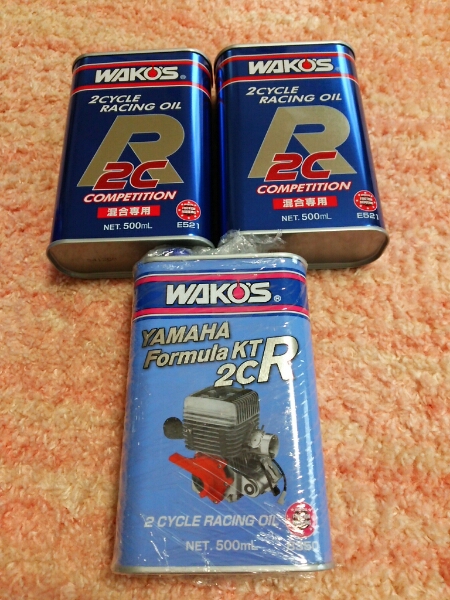 WAKO'S®
2CYCLE
RACING OIL
R
2C
COMPETITION
混合専用
NET. 500mL
E521
WAKO'S®
2CYCLE
RACING OIL
R
2C
COMPETITION
混合専用
NET. 500mL
E521
WAKO'S®
YAMAHA
Formula KT
2CR
2 CYCLE RACING OIL
NET. 500mL